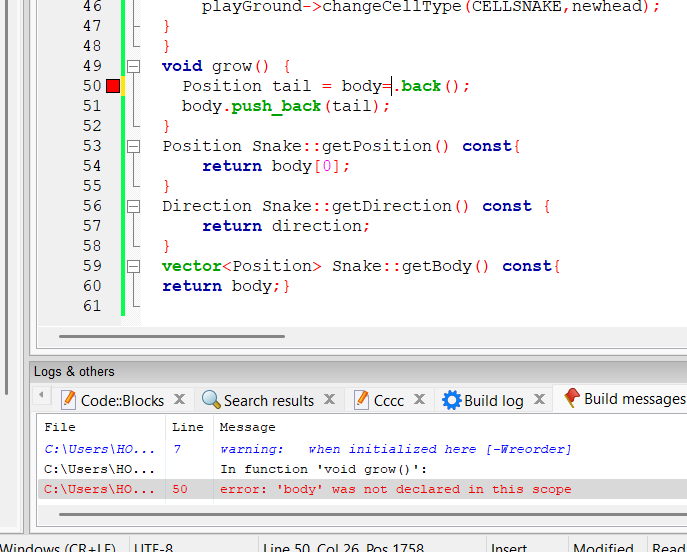 46 playGround->changeCellType(CELLSNAKE,newhead);
47 }
48 }
49 void grow() {
50 Position tail = body=.back();
51 body.push_back(tail);
52 }
53 Position Snake::getPosition() const{
54 return body[0];
55 }
56 Direction Snake::getDirection() const {
57 return direction;
58 }
59 vector<Position> Snake::getBody() const{
60 return body;}
61
Logs & others
Code::Blocks X Search results X Cccc X Build log X Build messages
File Line Message
C:\Users\HO... 7 warning: when initialized here [-Wreorder]
C:\Users\HO... In function 'void grow()':
C:\Users\HO... 50 error: 'body' was not declared in this scope
Windows (CR+LF) UTF-8 Line 50, Col 26, Pos 1758 Insert Modified Read